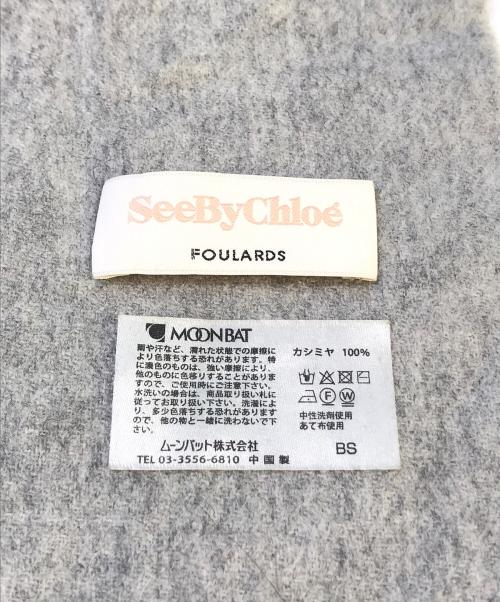 SeeByChloé
FOULARDS
MOONBAT
雨や汗など、濡れた状態での摩擦に
より色落ちする恐れがあります。特
に濃色のものは、強い摩擦により、
他のものに色移りすることがありま
すので、ご使用時にはご注意下さい。
水洗いの場合は、商品取り扱い札に
従ってお取り扱い下さい。洗濯によ
り、多少色落ちする恐れがあります
ので、他の物と一緒に洗わないで下
さい。
カシミヤ 100%
中性洗剤使用
あて布使用
ムーンバット株式会社
BS
TEL 03-3556-6810 中国製